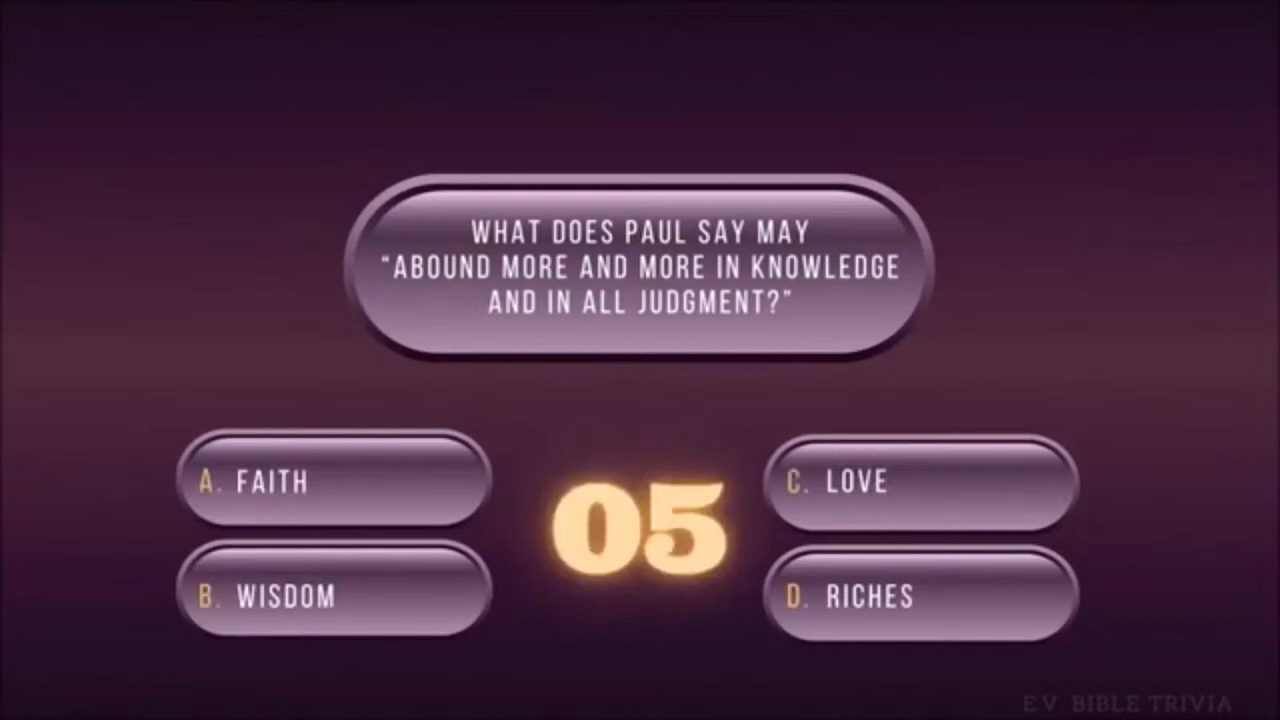 WHAT DOES PAUL SAY MAY
"ABOUND MORE AND MORE IN KNOWLEDGE
AND IN ALL JUDGMENT?"
A. FAITH
C. LOVE
05
B. WISDOM
D. RICHES
EV BIBLE TRIVIA